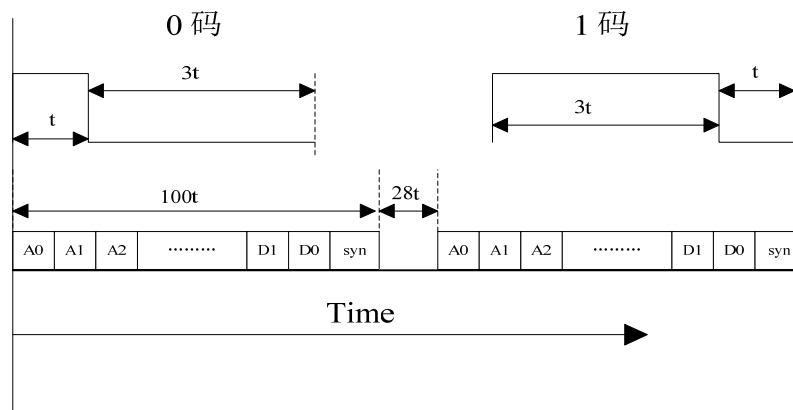 0 码 1 码
3t t
t 3t
100t 28t
A0 A1 A2 ......... D1 D0 syn A0 A1 A2 ......... D1 D0 syn
Time